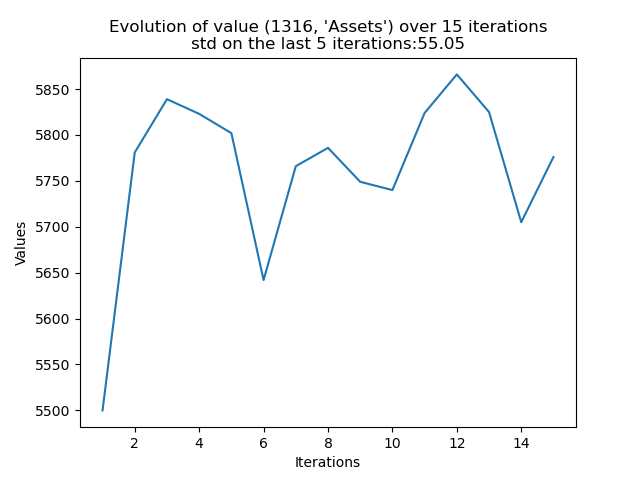 Evolution of value (1316, 'Assets') over 15 iterations
std on the last 5 iterations:55.05
Values
5850
5800
5750
5700
5650
5600
5550
5500
2 4 6 8 10 12 14
Iterations